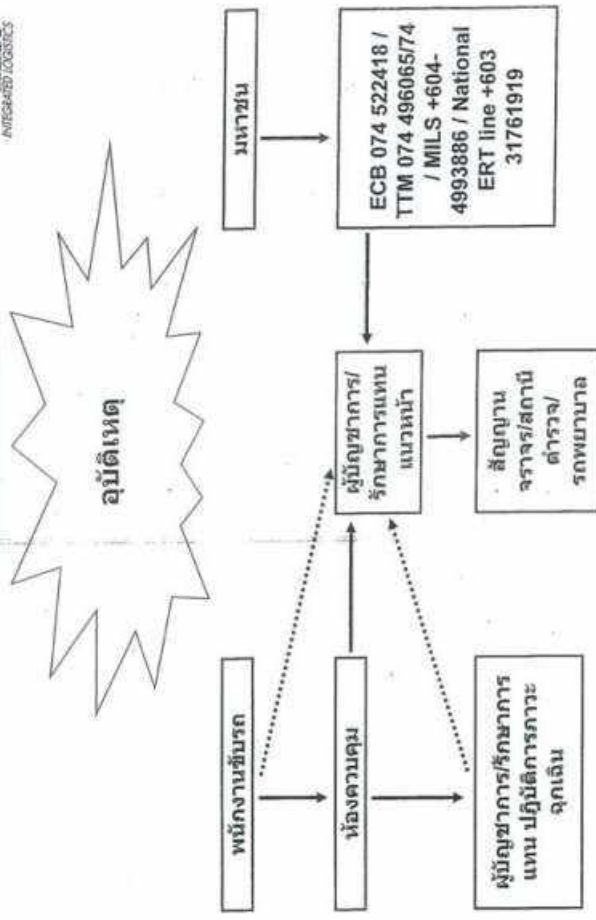 INTEGRATED LOGISTICS
อุบัติเหตุ
พนักงานขับรถ
ห้องควบคุม
ผู้บัญชาการ/รักษาการ
แทน ปฏิบัติการภาวะ
ฉุกเฉิน
ผู้บัญชาการ/
รักษาการแทน
แนวหน้า
สัญญาน
จราจร/สถานี
ตำรวจ/
รถพยาบาล
มหาชน
ECB 074 522418 /
TTM 074 496065/74
/ MILS +604-
4993886 / National
ERT line +603
31761919